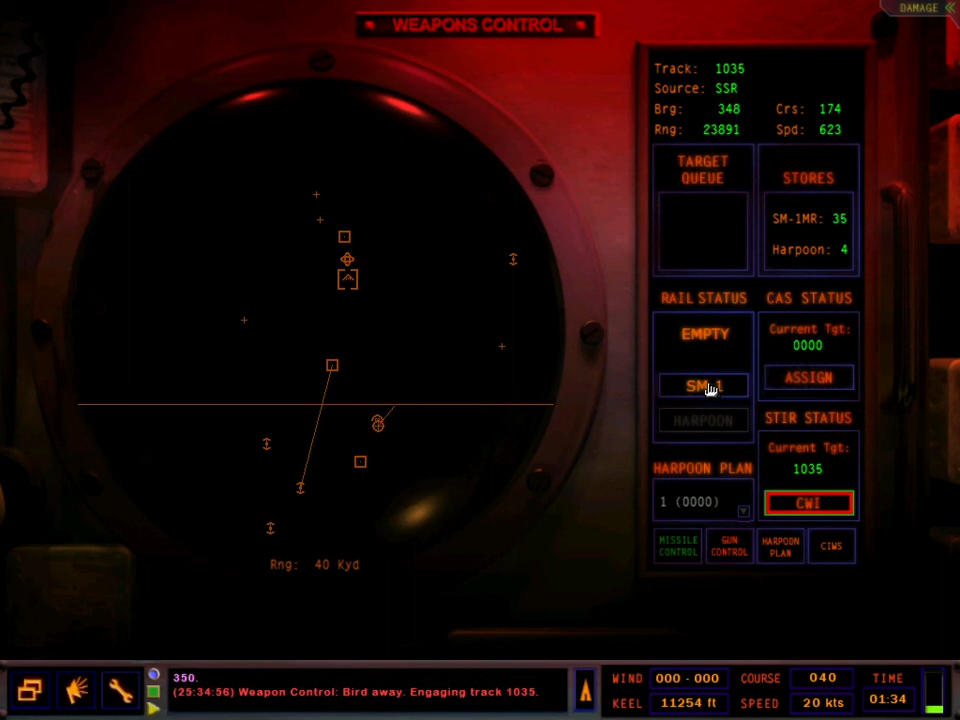 DAMAGE
WEAPONS CONTROL
Track: 1035
Source: SSR
Brg: 348 Crs: 174
Rng: 23891 Spd: 623
TARGET QUEUE
STORES
SM-1MR: 35
Harpoon: 4
RAIL STATUS
EMPTY
SM-1
HARPOON
CAS STATUS
Current Tgt:
0000
ASSIGN
STIR STATUS
Current Tgt:
1035
CWI
HARPOON PLAN
1 (0000)
MISSILE CONTROL
GUN CONTROL
HARPOON PLAN
CIWS
Rng: 40 Kyd
350.
(25:34:56) Weapon Control: Bird away. Engaging track 1035.
WIND 000 - 000 COURSE 040 TIME
KEEL 11254 ft SPEED 20 kts 01:34